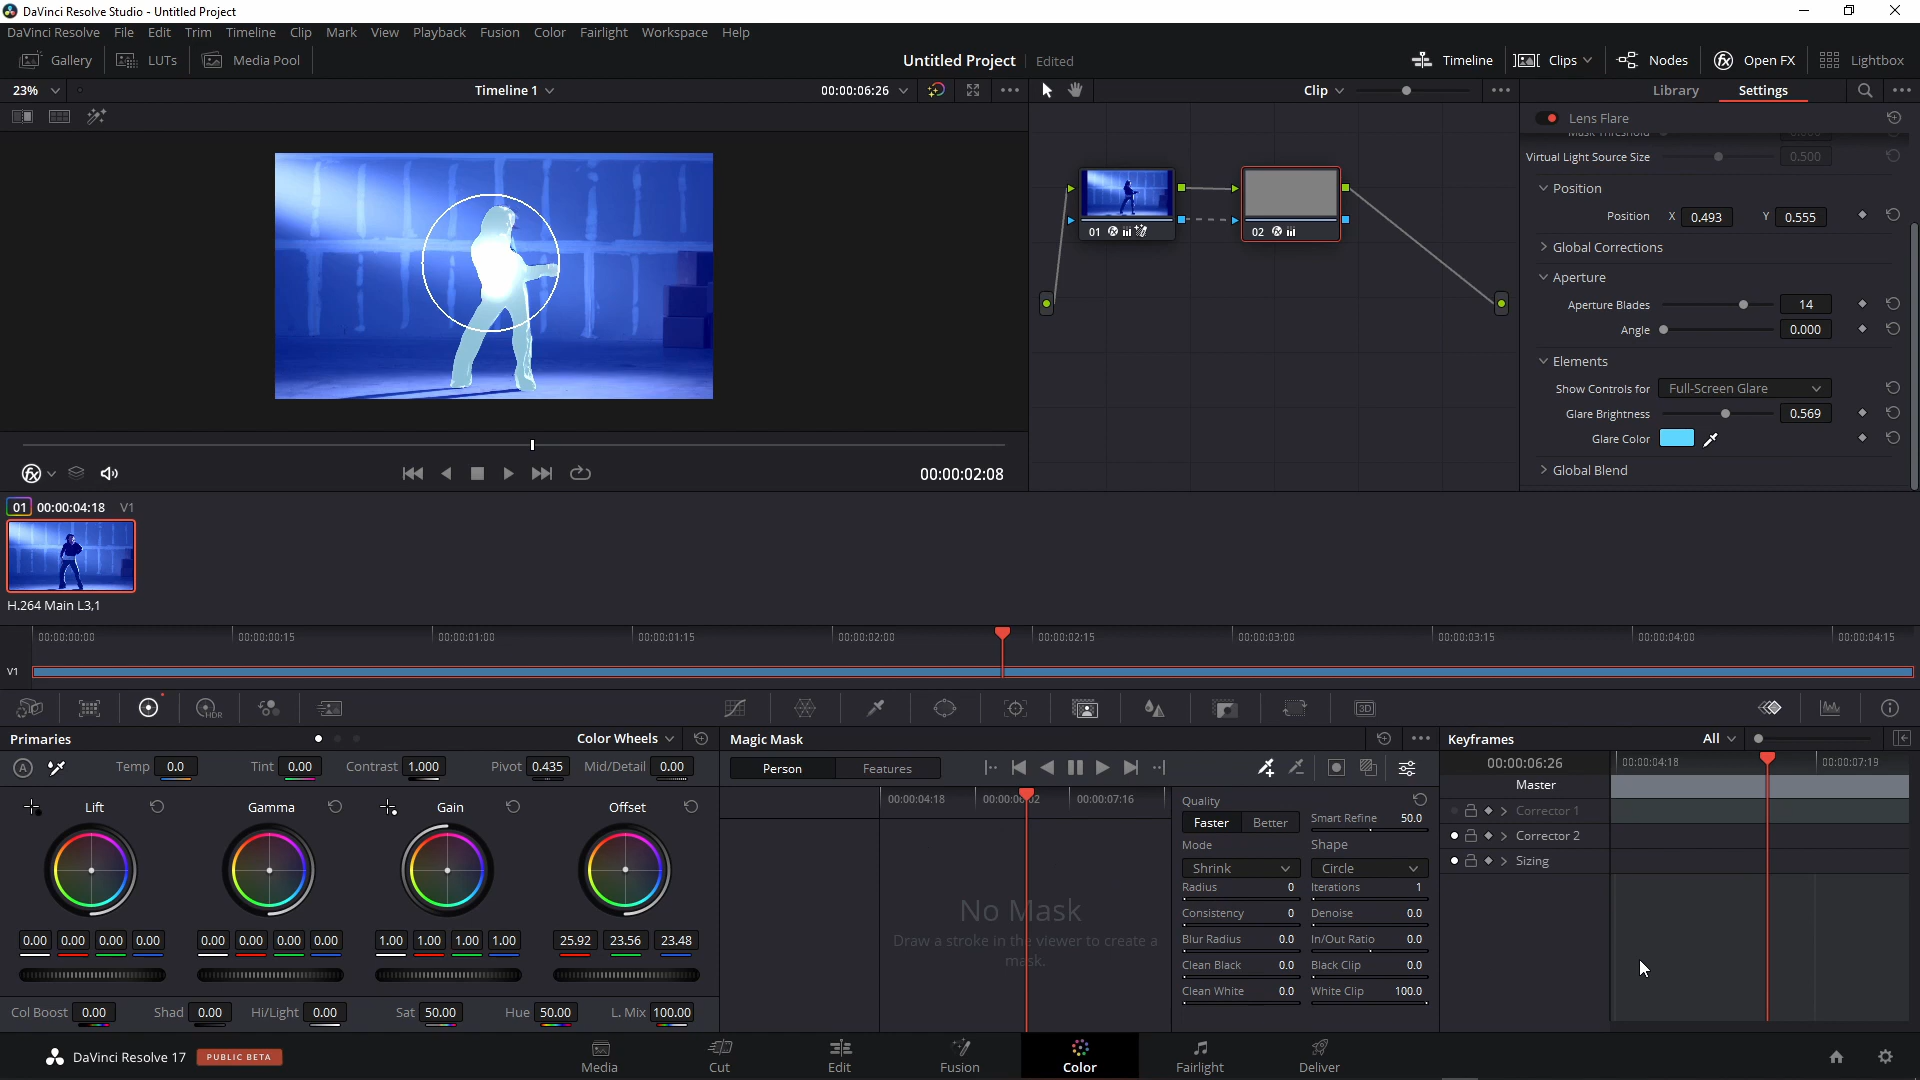 DaVinci Resolve Studio - Untitled Project
DaVinci Resolve File Edit Trim Timeline Clip Mark View Playback Fusion Color Fairlight Workspace Help
Gallery LUTs Media Pool Untitled Project Edited Timeline Clips Nodes Open FX Lightbox
23% Timeline 1 00:00:06:26 Clip Library Settings
Lens Flare
Mask Threshold
Virtual Light Source Size 0.500
Position
Position X 0.493 Y 0.555
Global Corrections
Aperture
Aperture Blades 14
Angle 0.000
Elements
Show Controls for Full-Screen Glare
Glare Brightness 0.569
Glare Color
Global Blend
01
02
00:00:02:08
01 00:00:04:18 V1
H.264 Main L3,1
00:00:00:00 00:00:00:15 00:00:01:00 00:00:01:15 00:00:02:00 00:00:02:15 00:00:03:00 00:00:03:15 00:00:04:00 00:00:04:15
V1
HDR 3D
Primaries Color Wheels
A Temp 0.0 Tint 0.00 Contrast 1.000 Pivot 0.435 Mid/Detail 0.00
Lift Gamma Gain Offset
0.00 0.00 0.00 0.00 0.00 0.00 0.00 0.00 1.00 1.00 1.00 1.00 25.92 23.56 23.48
Col Boost 0.00 Shad 0.00 Hi/Light 0.00 Sat 50.00 Hue 50.00 L. Mix 100.00
Magic Mask
Person Features
00:00:04:18 00:00:06:02 00:00:07:16
No Mask
Draw a stroke in the viewer to create a
mask.
Quality
Faster Better Smart Refine 50.0
Mode Shape
Shrink Circle
Radius 0 Iterations 1
Consistency 0 Denoise 0.0
Blur Radius 0.0 In/Out Ratio 0.0
Clean Black 0.0 Black Clip 0.0
Clean White 0.0 White Clip 100.0
Keyframes All
00:00:06:26 00:00:04:18 00:00:07:19
Master
Corrector 1
Corrector 2
Sizing
DaVinci Resolve 17 PUBLIC BETA
Media Cut Edit Fusion Color Fairlight Deliver